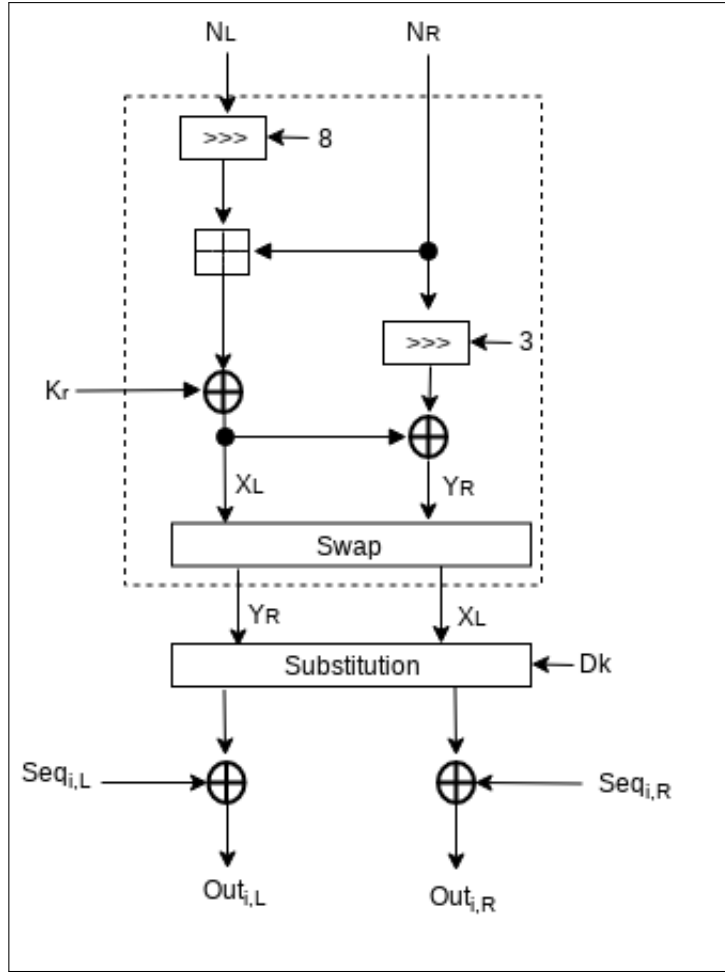 NL NR
>>> 8
>>> 3
Kr
XL YR
Swap
YR XL
Substitution Dk
Seqi,L Seqi,R
Outi,L Outi,R